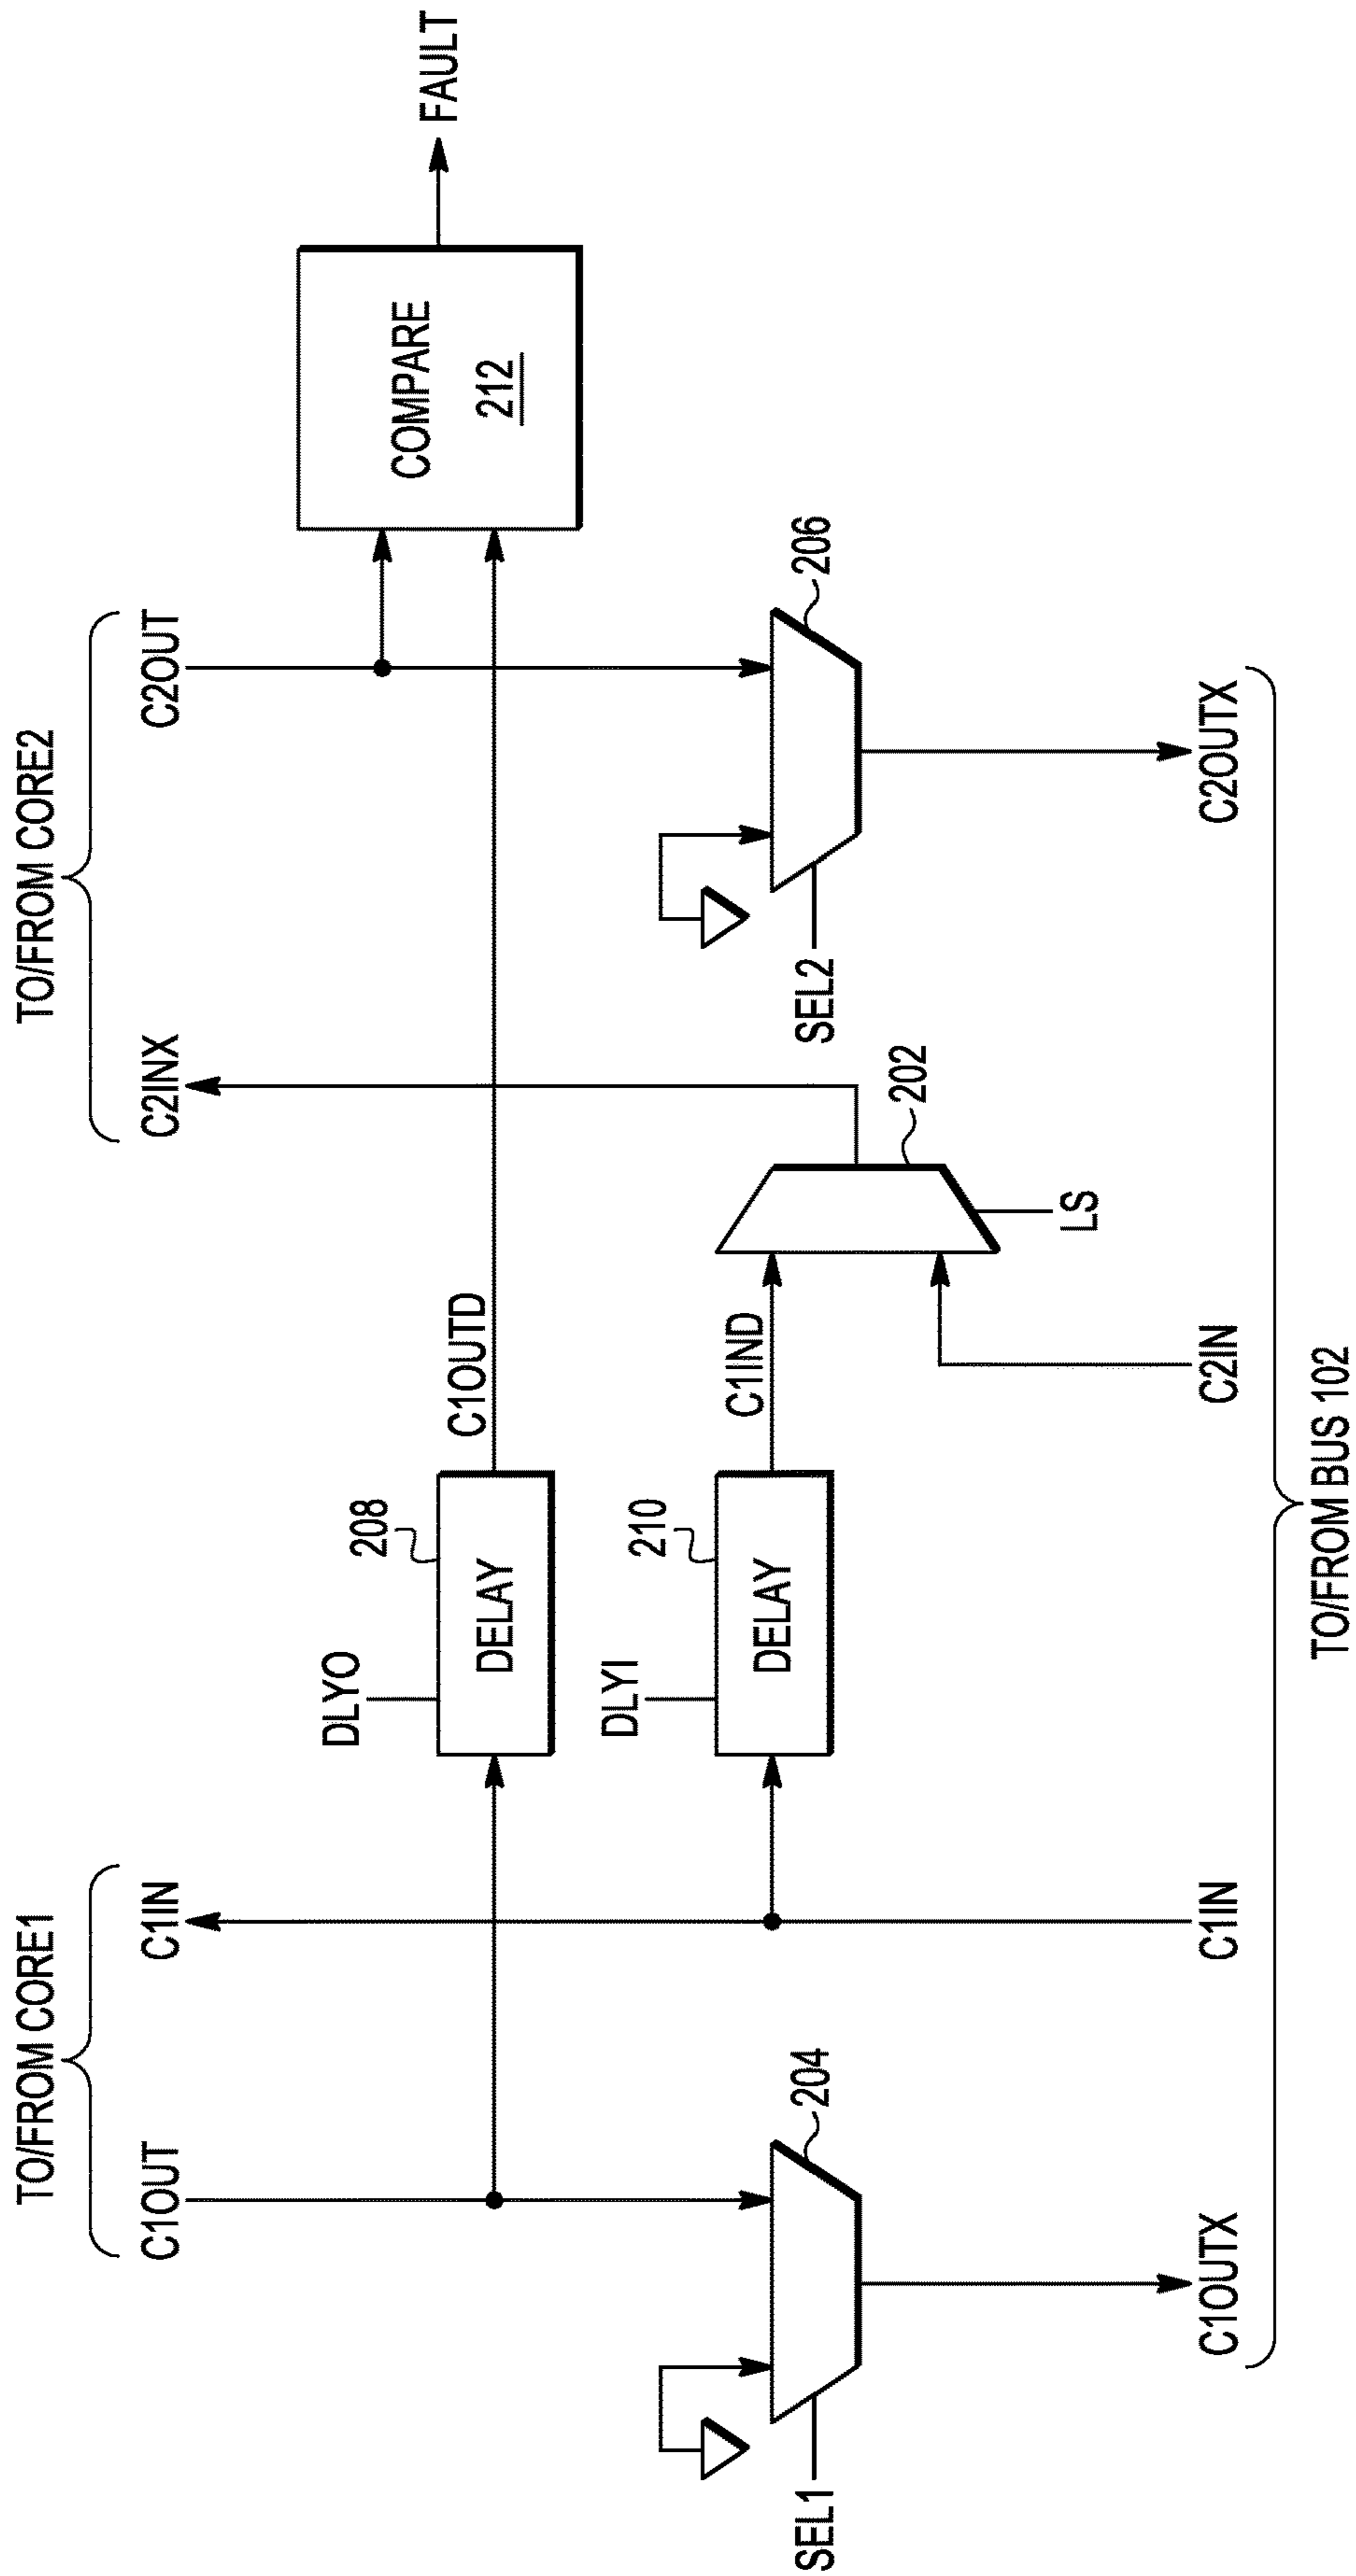 TO/FROM CORE1
TO/FROM CORE2
C1OUT
C1IN
C2INX
C2OUT
FAULT
DLYO
208
C1OUTD
COMPARE
212
DELAY
DLYI
210
C1IND
DELAY
SEL1
204
202
SEL2
206
LS
C1OUTX
C1IN
C2IN
C2OUTX
TO/FROM BUS 102